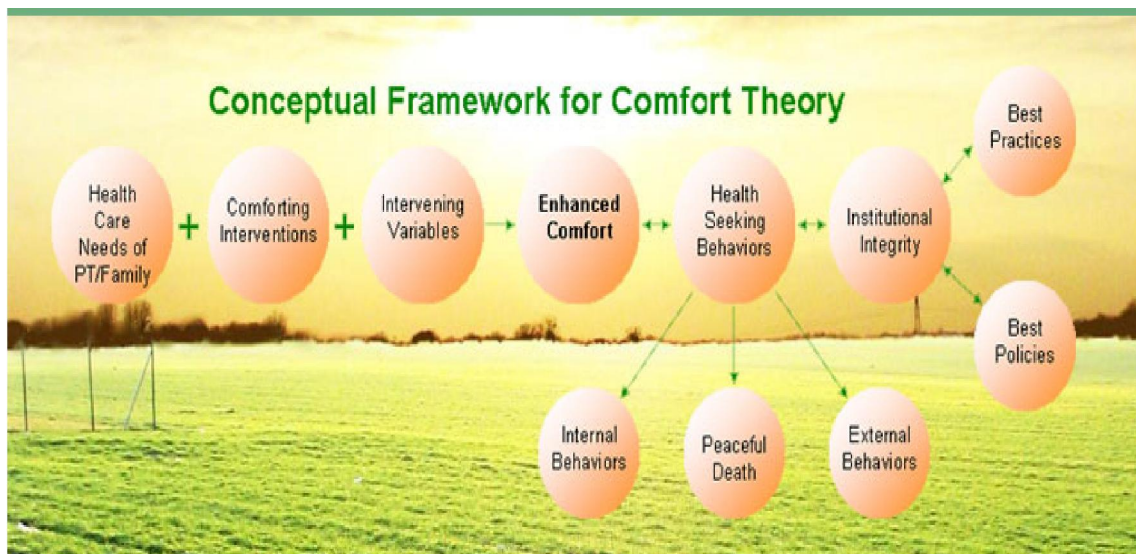 Conceptual Framework for Comfort Theory
Health
Care
Needs of
PT/Family
+
Comforting
Interventions
+
Intervening
Variables
Enhanced
Comfort
Health
Seeking
Behaviors
Institutional
Integrity
Best
Practices
Best
Policies
Internal
Behaviors
Peaceful
Death
External
Behaviors